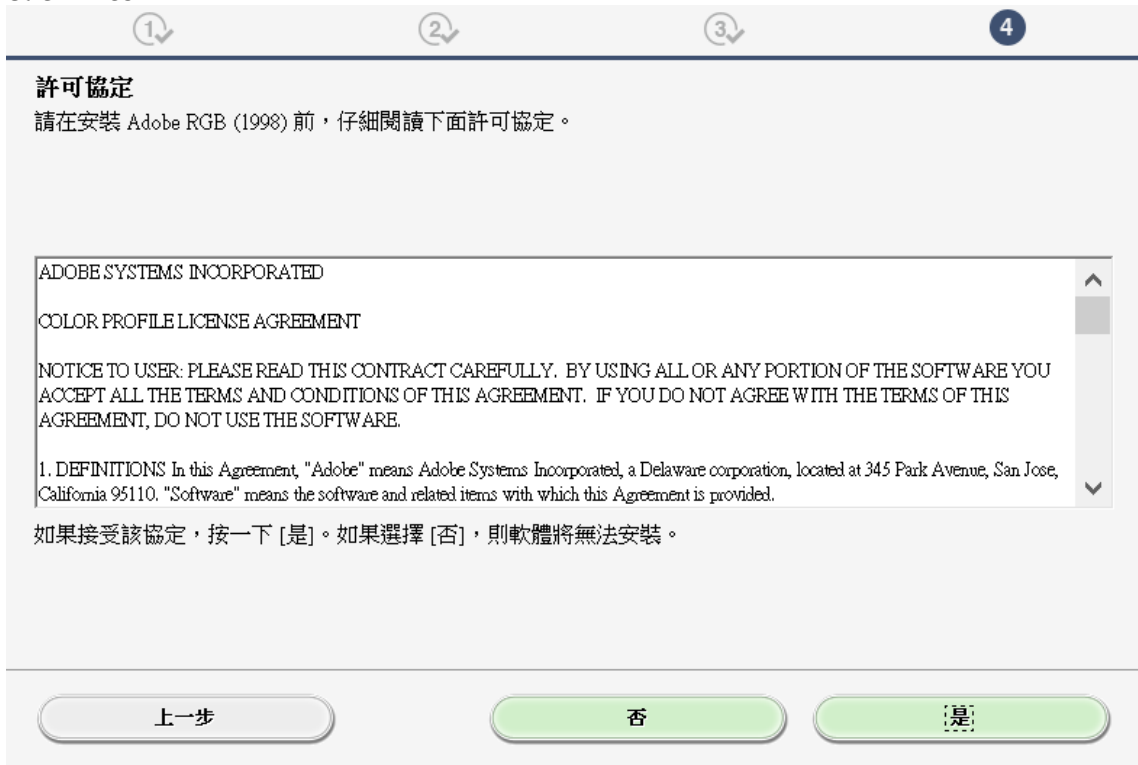 1
2
3
4
許可協定
請在安裝 Adobe RGB (1998) 前，仔細閱讀下面許可協定。
ADOBE SYSTEMS INCORPORATED
COLOR PROFILE LICENSE AGREEMENT
NOTICE TO USER: PLEASE READ THIS CONTRACT CAREFULLY. BY USING ALL OR ANY PORTION OF THE SOFTWARE YOU
ACCEPT ALL THE TERMS AND CONDITIONS OF THIS AGREEMENT. IF YOU DO NOT AGREE WITH THE TERMS OF THIS
AGREEMENT, DO NOT USE THE SOFTWARE.
1. DEFINITIONS In this Agreement, "Adobe" means Adobe Systems Incorporated, a Delaware corporation, located at 345 Park Avenue, San Jose,
California 95110. "Software" means the software and related items with which this Agreement is provided.
如果接受該協定，按一下 [是]。如果選擇 [否]，則軟體將無法安裝。
上一步
否
是